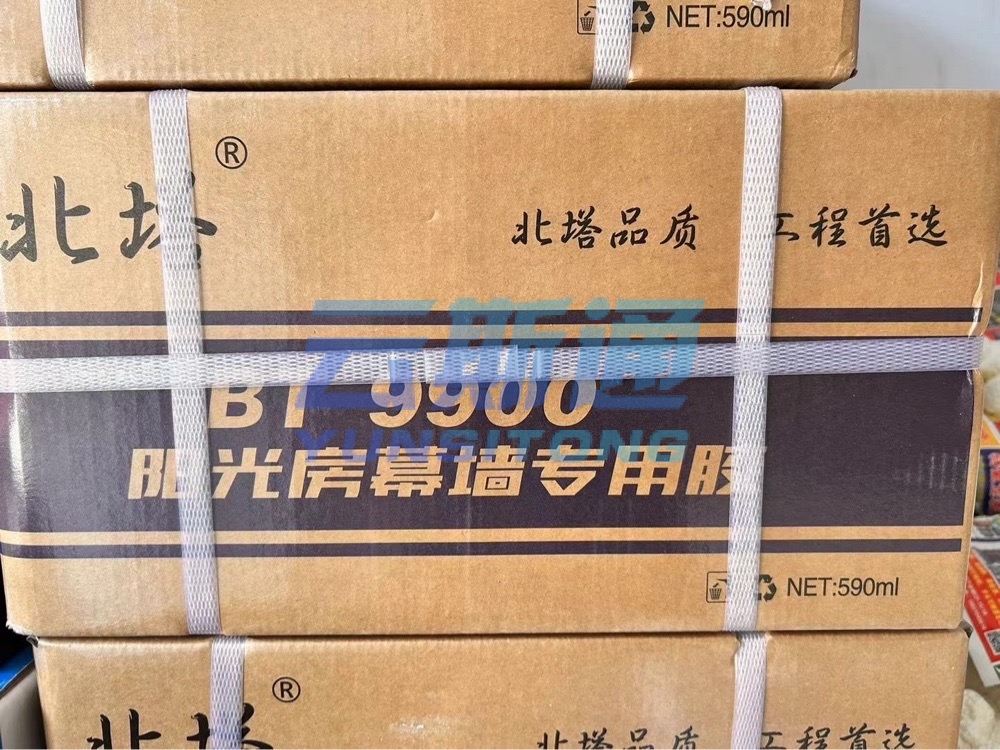 NET:590ml
北塔®
北塔品质 工程首选
云斯通
BT 9900
YUNSITONG
阳光房幕墙专用胶
NET:590ml
®
北塔
北塔品质 工程首选